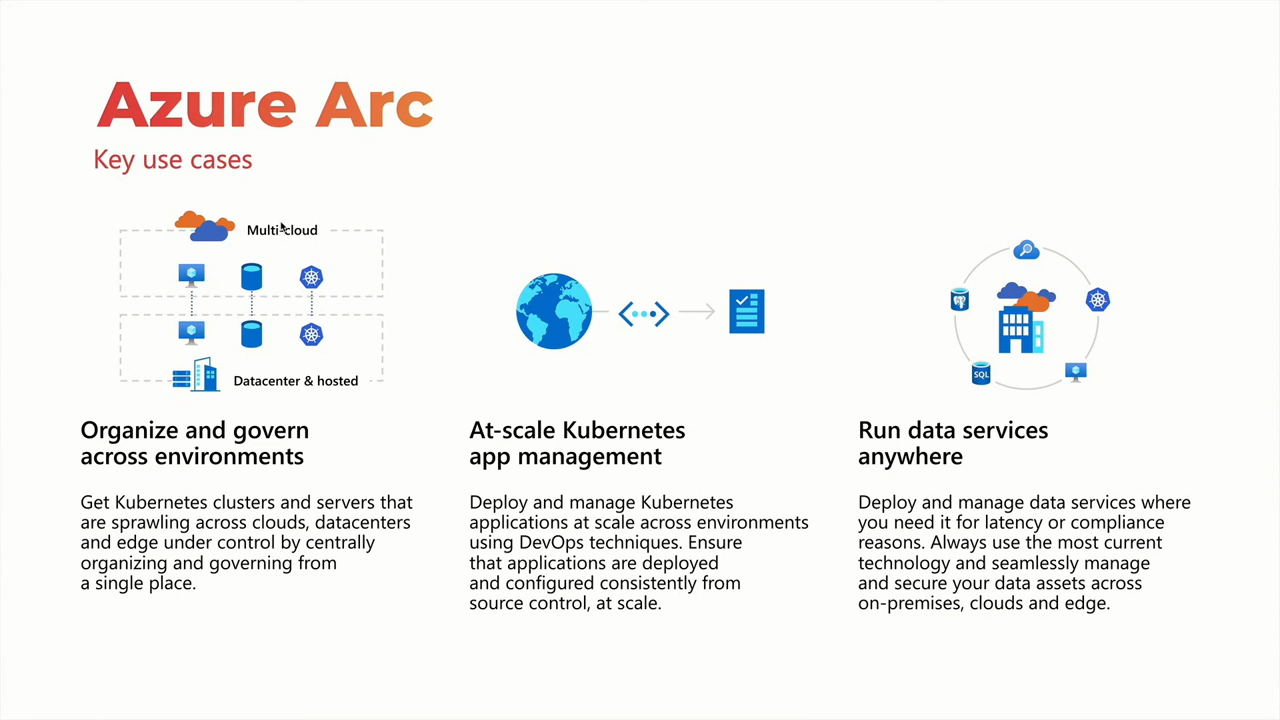 Azure Arc
Key use cases
Multi-cloud
Datacenter & hosted
Organize and govern
across environments
Get Kubernetes clusters and servers that
are sprawling across clouds, datacenters
and edge under control by centrally
organizing and governing from
a single place.
At-scale Kubernetes
app management
Deploy and manage Kubernetes
applications at scale across environments
using DevOps techniques. Ensure
that applications are deployed
and configured consistently from
source control, at scale.
SQL
Run data services
anywhere
Deploy and manage data services where
you need it for latency or compliance
reasons. Always use the most current
technology and seamlessly manage
and secure your data assets across
on-premises, clouds and edge.